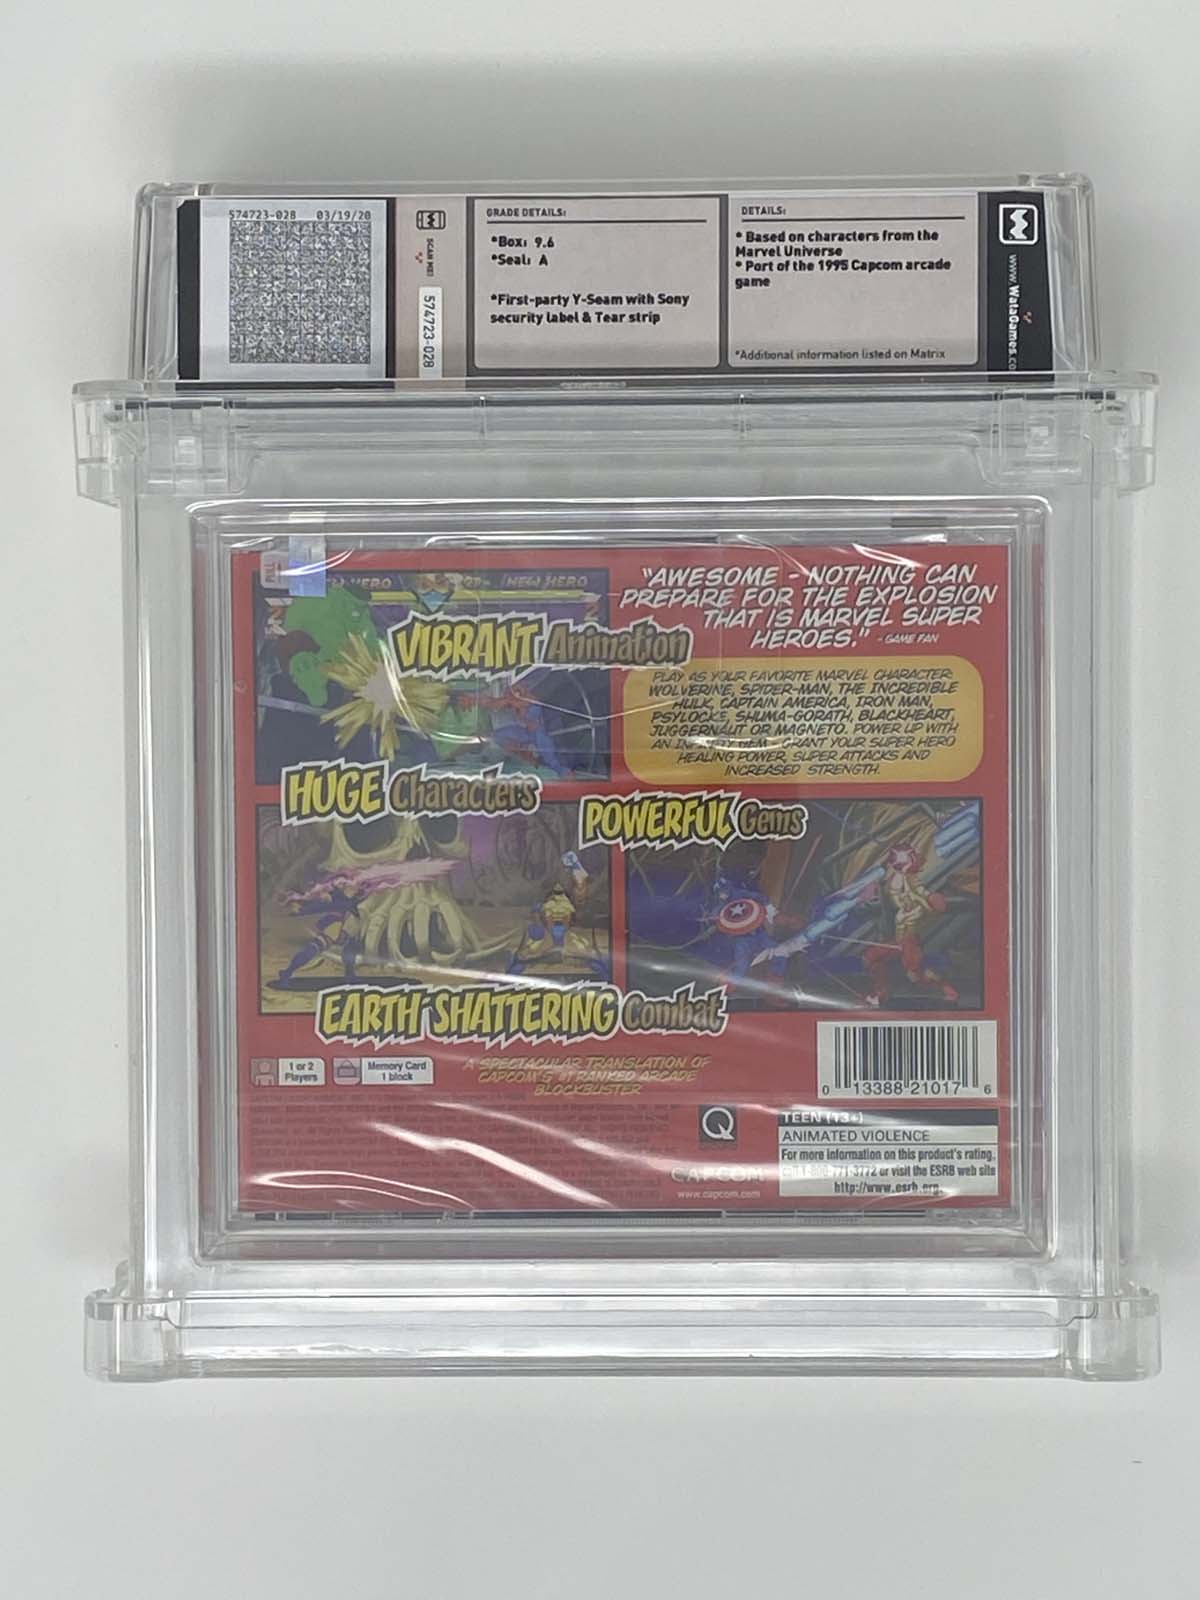 574723-028 03/19/20
SCAN ME!
574723-028
GRADE DETAILS:
*Box: 9.6
*Seal: A
*First-party Y-Seam with Sony
security label & Tear strip
DETAILS:
* Based on characters from the
Marvel Universe
* Port of the 1995 Capcom arcade
game
*Additional information listed on Matrix
www.WataGames.co
PULL
NEW HERO
VIBRANT Animation
"AWESOME - NOTHING CAN
PREPARE FOR THE EXPLOSION
THAT IS MARVEL SUPER
HEROES." - GAME FAN
PLAY AS YOUR FAVORITE MARVEL CHARACTER:
WOLVERINE, SPIDER-MAN, THE INCREDIBLE
HULK, CAPTAIN AMERICA, IRON MAN,
PSYLOCKE, SHUMA-GORATH, BLACKHEART,
JUGGERNAUT OR MAGNETO. POWER UP WITH
AN INFINITY GEM - GRANT YOUR SUPER HERO
HEALING POWER, SUPER ATTACKS AND
INCREASED STRENGTH.
HUGE Characters
POWERFUL Gems
EARTH-SHATTERING Combat
1 or 2
Players
Memory Card
1 block
A SPECTACULAR TRANSLATION OF
CAPCOM'S #1 RANKED ARCADE
BLOCKBUSTER
0 13388 21017 6
Q
CAPCOM
www.capcom.com
TEEN (13+)
ANIMATED VIOLENCE
For more information on this product's rating,
call 1-800-771-3772 or visit the ESRB web site
http://www.esrb.org.